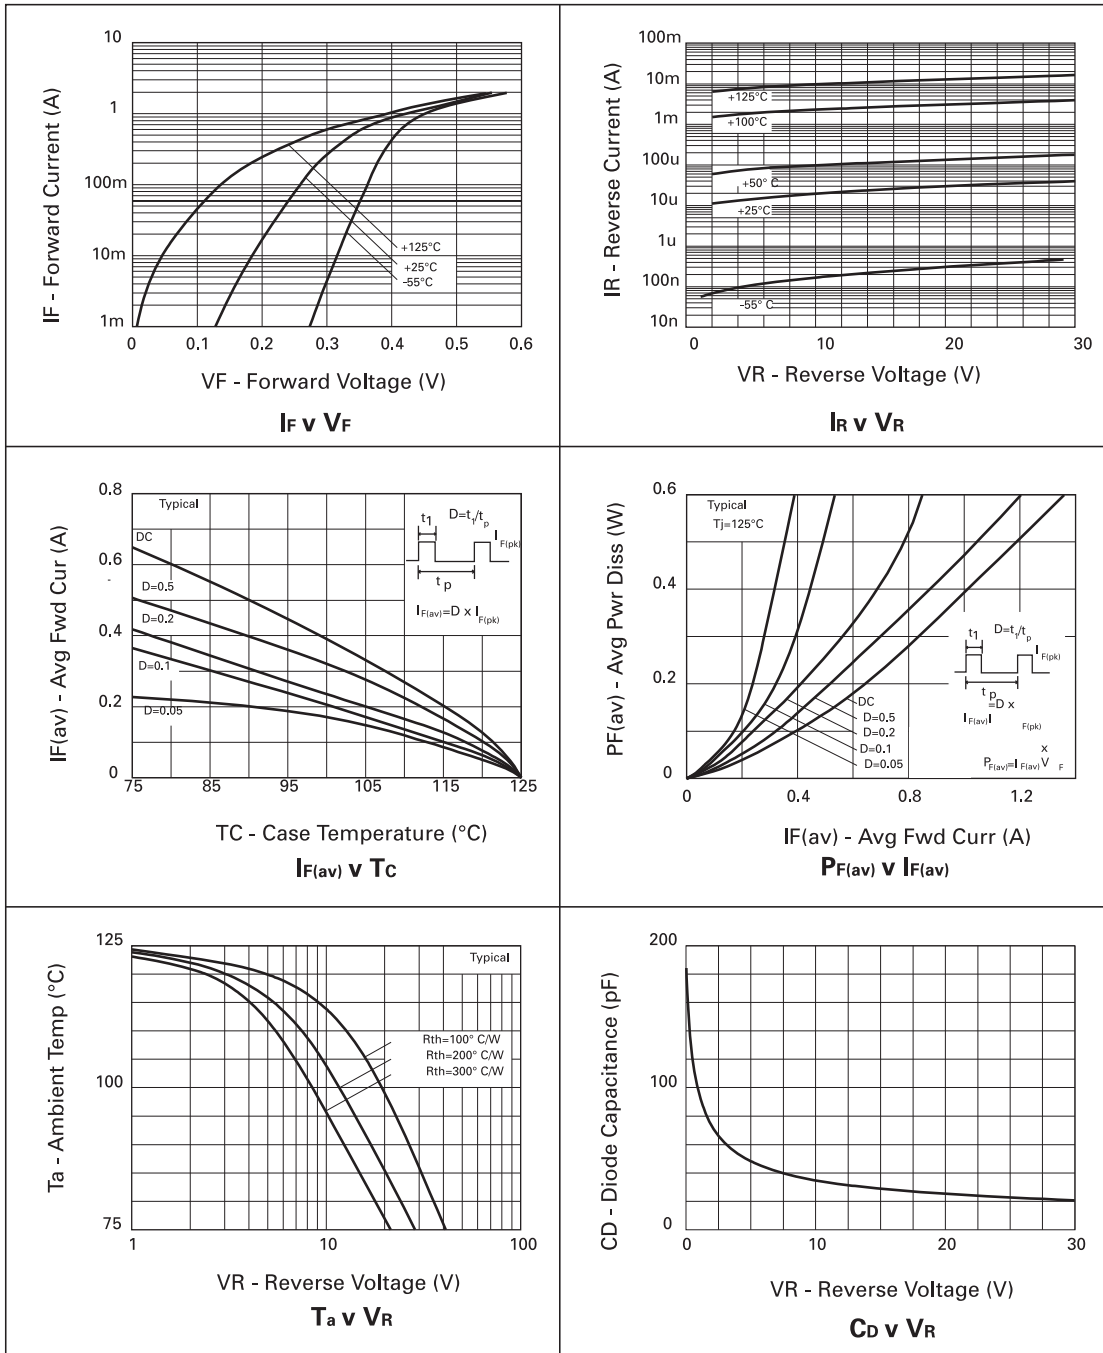 10
1
100m
10m
1m
IF - Forward Current (A)
+125°C
+25°C
-55°C
0 0.1 0.2 0.3 0.4 0.5 0.6
VF - Forward Voltage (V)
IF v VF
100m
10m
1m
100u
10u
1u
100n
10n
IR - Reverse Current (A)
+125°C
+100°C
+50° C
+25°C
-55° C
0 10 20 30
VR - Reverse Voltage (V)
IR v VR
0.8
0.6
0.4
0.2
0
IF(av) - Avg Fwd Cur (A)
Typical
DC
D=0.5
D=0.2
D=0.1
D=0.05
t1 D=t1/tp
IF(pk)
tp
IF(av)=D x IF(pk)
75 85 95 105 115 125
TC - Case Temperature (°C)
IF(av) v TC
0.6
0.4
0.2
0
PF(av) - Avg Pwr Diss (W)
Typical
Tj=125°C
t1 D=t1/tp
IF(pk)
tp
=D x
IF(av)I
F(pk)
x
PF(av)=IF(av)V F
DC
D=0.5
D=0.2
D=0.1
D=0.05
0 0.4 0.8 1.2
IF(av) - Avg Fwd Curr (A)
PF(av) v IF(av)
125
100
75
Ta - Ambient Temp (°C)
Typical
Rth=100° C/W
Rth=200° C/W
Rth=300° C/W
1 10 100
VR - Reverse Voltage (V)
Ta v VR
200
100
0
CD - Diode Capacitance (pF)
0 10 20 30
VR - Reverse Voltage (V)
CD v VR